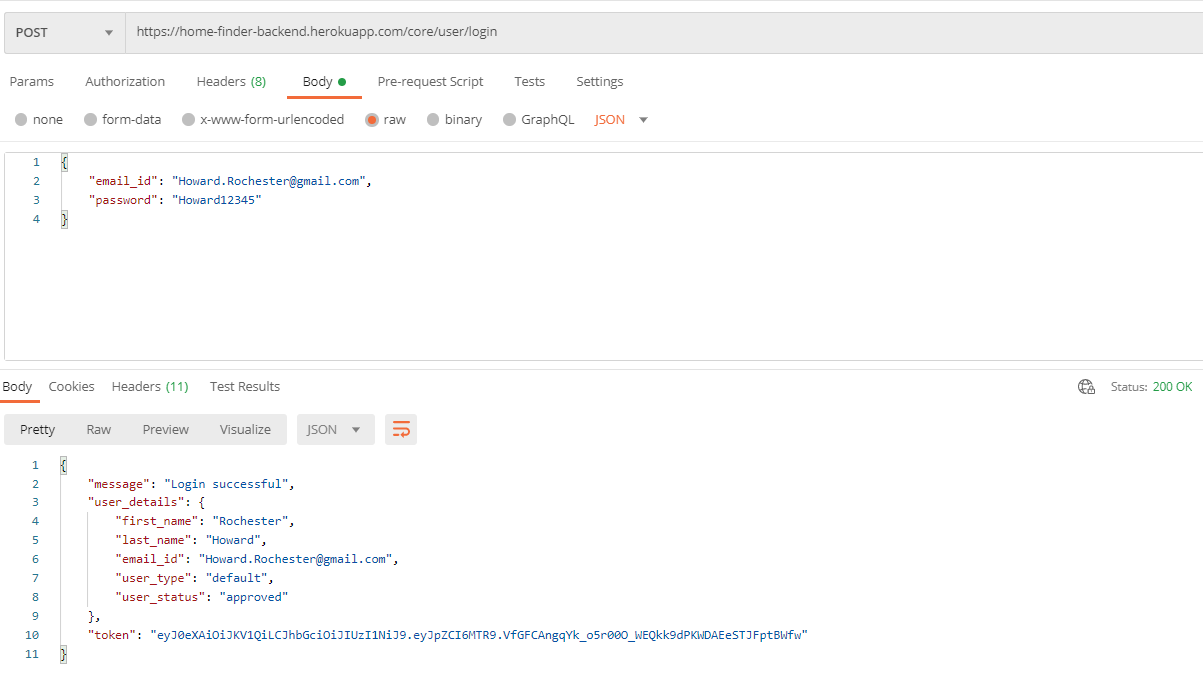 POST https://home-finder-backend.herokuapp.com/core/user/login
Params Authorization Headers (8) Body Pre-request Script Tests Settings
none form-data x-www-form-urlencoded raw binary GraphQL JSON
1 {
2 "email_id": "Howard.Rochester@gmail.com",
3 "password": "Howard12345"
4 }
Body Cookies Headers (11) Test Results Status: 200 OK
Pretty Raw Preview Visualize JSON
1 {
2 "message": "Login successful",
3 "user_details": {
4 "first_name": "Rochester",
5 "last_name": "Howard",
6 "email_id": "Howard.Rochester@gmail.com",
7 "user_type": "default",
8 "user_status": "approved"
9 },
10 "token": "eyJ0eXAiOiJKV1QiLCJhbGciOiJIUzI1NiJ9.eyJpZCI6MTR9.VfGFCAngqYk_o5r00O_WEQkk9dPKWDAEeSTJFptBWfw"
11 }